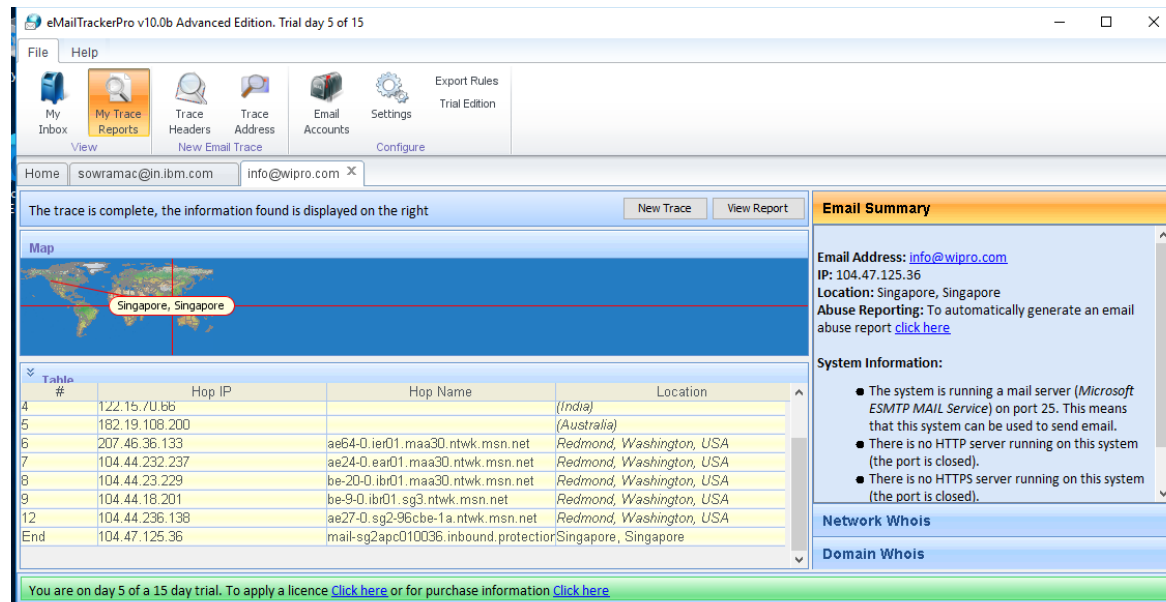 eMailTrackerPro v10.0b Advanced Edition. Trial day 5 of 15
File Help
My Inbox
My Trace Reports
Trace Headers
Trace Address
Email Accounts
Settings
Export Rules
Trial Edition
View
New Email Trace
Configure
Home sowramac@in.ibm.com info@wipro.com X
The trace is complete, the information found is displayed on the right
New Trace View Report
Map
Singapore, Singapore
Table
# Hop IP Hop Name Location
4 122.15.70.66 (India)
5 182.19.108.200 (Australia)
6 207.46.36.133 ae64-0.ier01.maa30.ntwk.msn.net Redmond, Washington, USA
7 104.44.232.237 ae24-0.ear01.maa30.ntwk.msn.net Redmond, Washington, USA
8 104.44.23.229 be-20-0.ibr01.maa30.ntwk.msn.net Redmond, Washington, USA
9 104.44.18.201 be-9-0.ibr01.sg3.ntwk.msn.net Redmond, Washington, USA
12 104.44.236.138 ae27-0.sg2-96cbe-1a.ntwk.msn.net Redmond, Washington, USA
End 104.47.125.36 mail-sg2apc010036.inbound.protection Singapore, Singapore
Email Summary
Email Address: info@wipro.com
IP: 104.47.125.36
Location: Singapore, Singapore
Abuse Reporting: To automatically generate an email
abuse report click here
System Information:
● The system is running a mail server (Microsoft
ESMTP MAIL Service) on port 25. This means
that this system can be used to send email.
● There is no HTTP server running on this system
(the port is closed).
● There is no HTTPS server running on this system
(the port is closed).
Network Whois
Domain Whois
You are on day 5 of a 15 day trial. To apply a licence Click here or for purchase information Click here